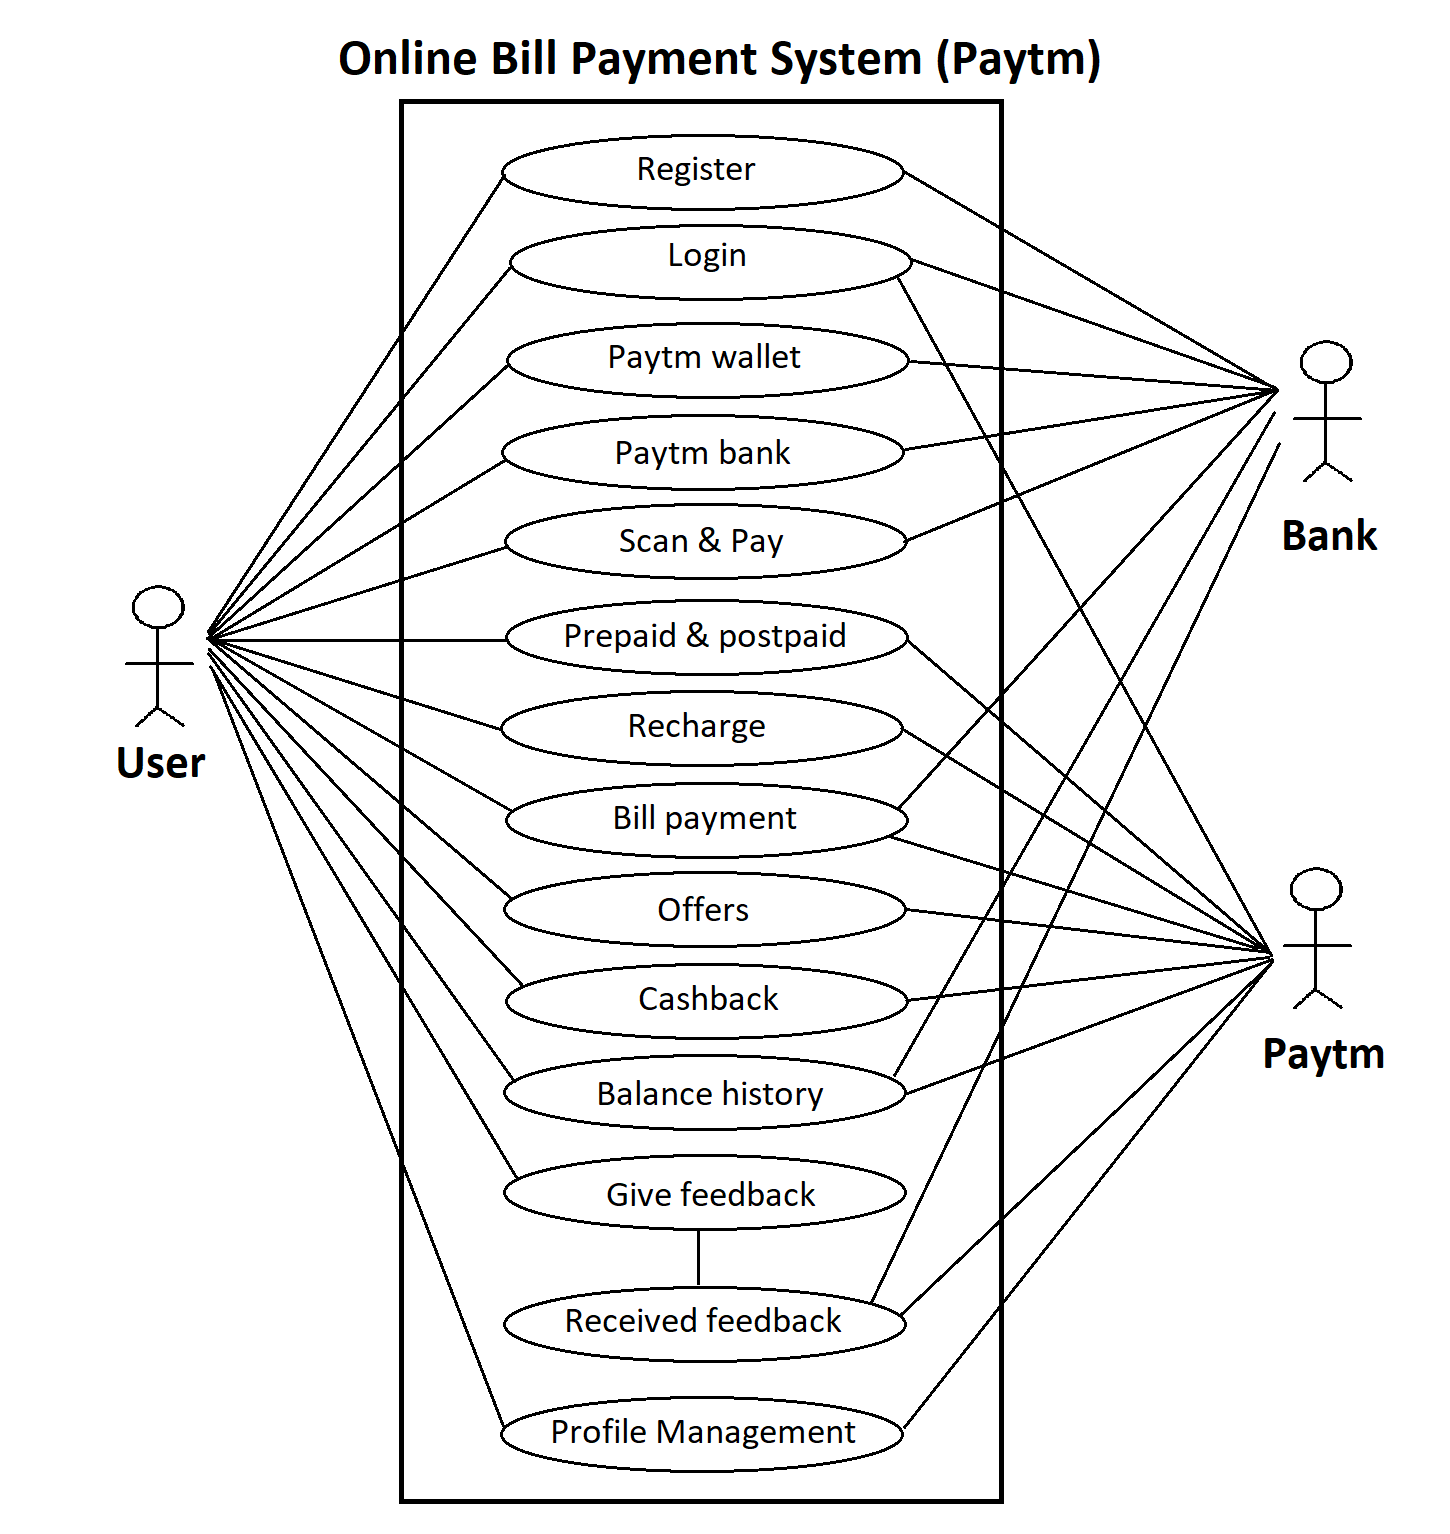 Online Bill Payment System (Paytm)
Register
Login
Paytm wallet
Paytm bank
Scan & Pay
Prepaid & postpaid
Recharge
Bill payment
Offers
Cashback
Balance history
Give feedback
Received feedback
Profile Management
User
Bank
Paytm